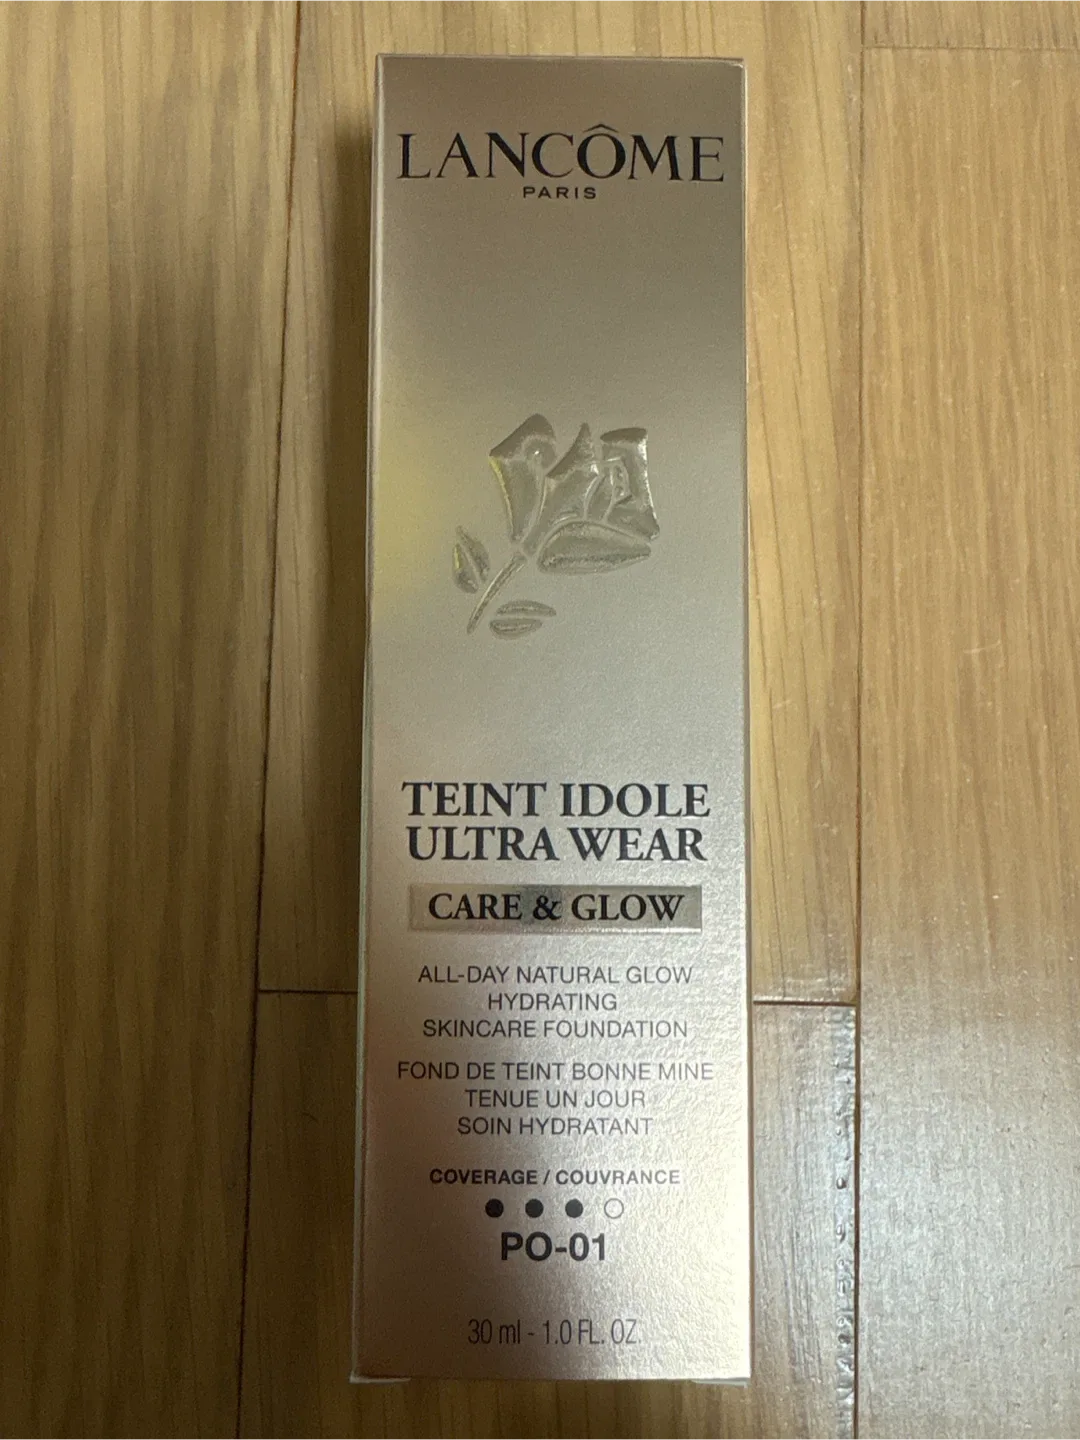 LANCÔME
PARIS
TEINT IDOLE
ULTRA WEAR
CARE & GLOW
ALL-DAY NATURAL GLOW
HYDRATING
SKINCARE FOUNDATION
FOND DE TEINT BONNE MINE
TENUE UN JOUR
SOIN HYDRATANT
COVERAGE / COUVRANCE
PO-01
30 ml - 1.0 FL. OZ.